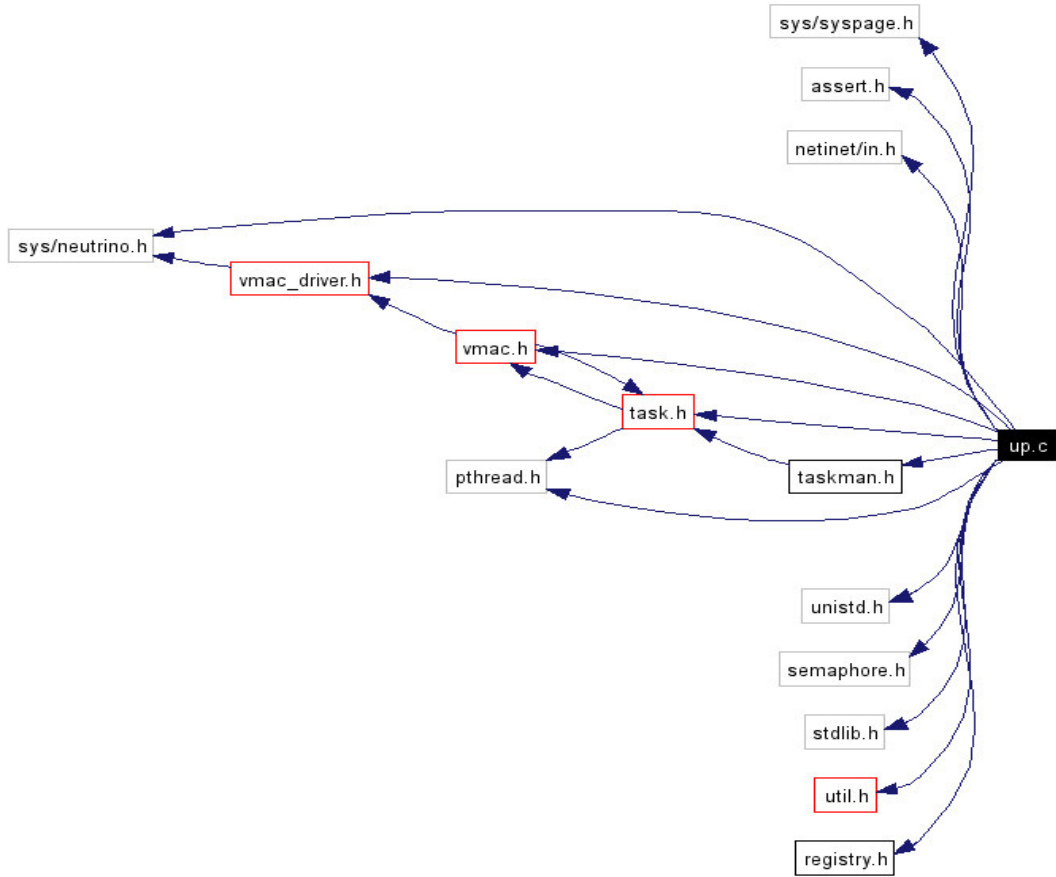 sys/syspage.h
assert.h
netinet/in.h
sys/neutrino.h
vmac_driver.h
vmac.h
task.h
up.c
pthread.h
taskman.h
unistd.h
semaphore.h
stdlib.h
util.h
registry.h